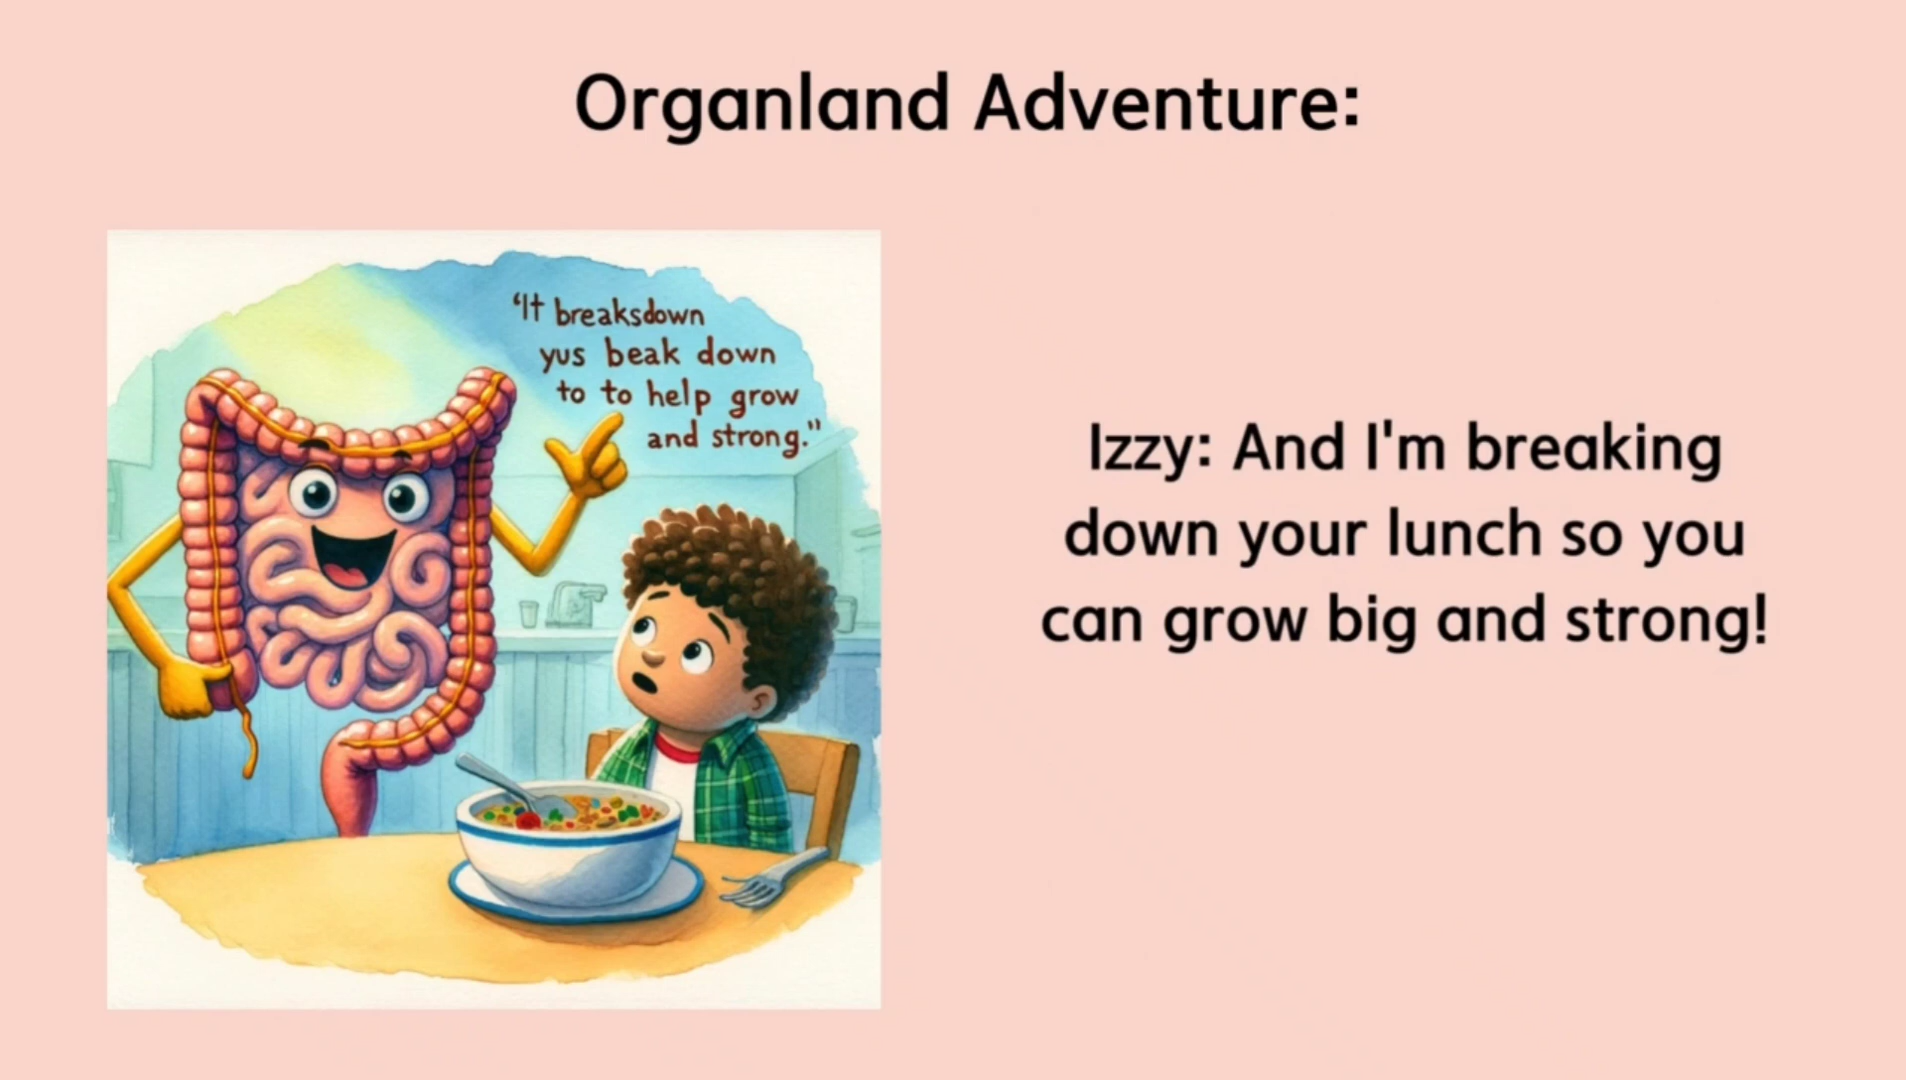 Organland Adventure:
‘It breaksdown
yus beak down
to to help grow
and strong.”
Izzy: And I'm breaking
down your lunch so you
can grow big and strong!